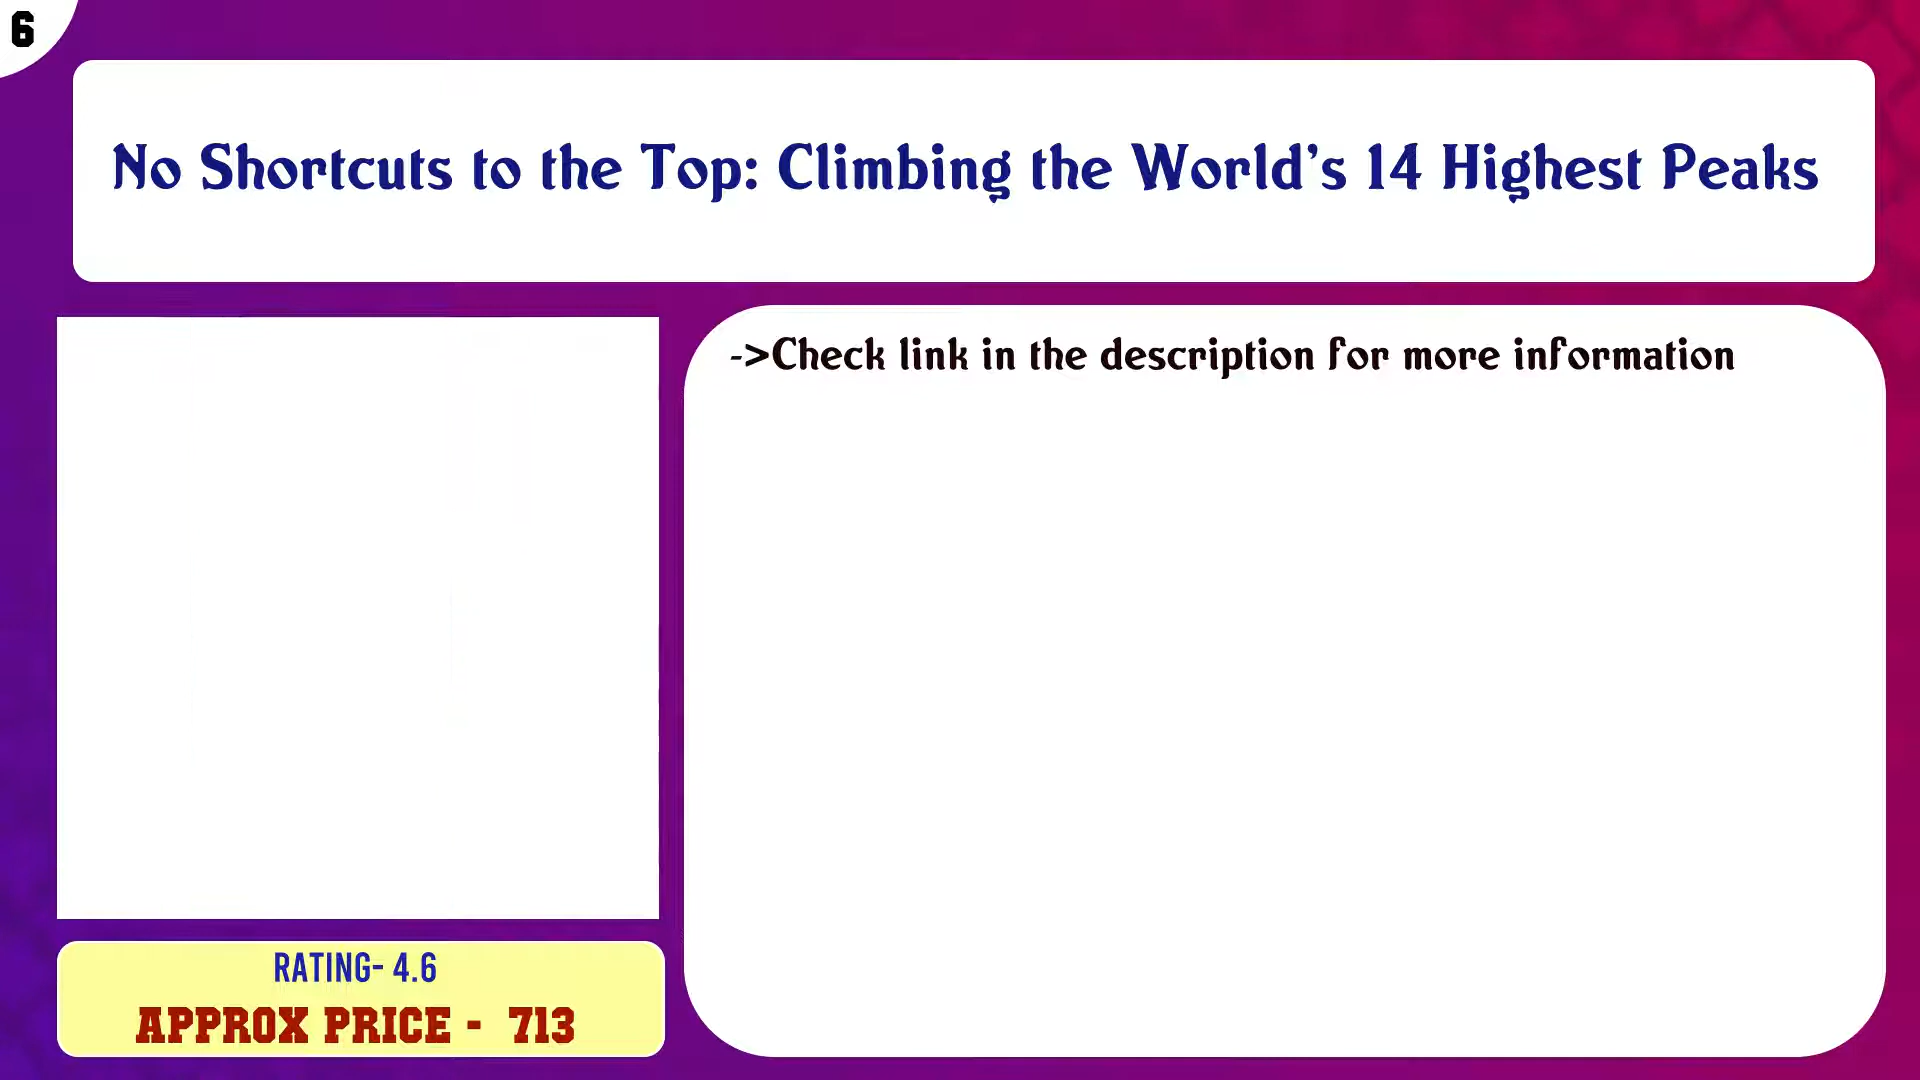 6
No Shortcuts to the Top: Climbing the World's 14 Highest Peaks
->Check link in the description for more information
RATING- 4.6
APPROX PRICE - 713